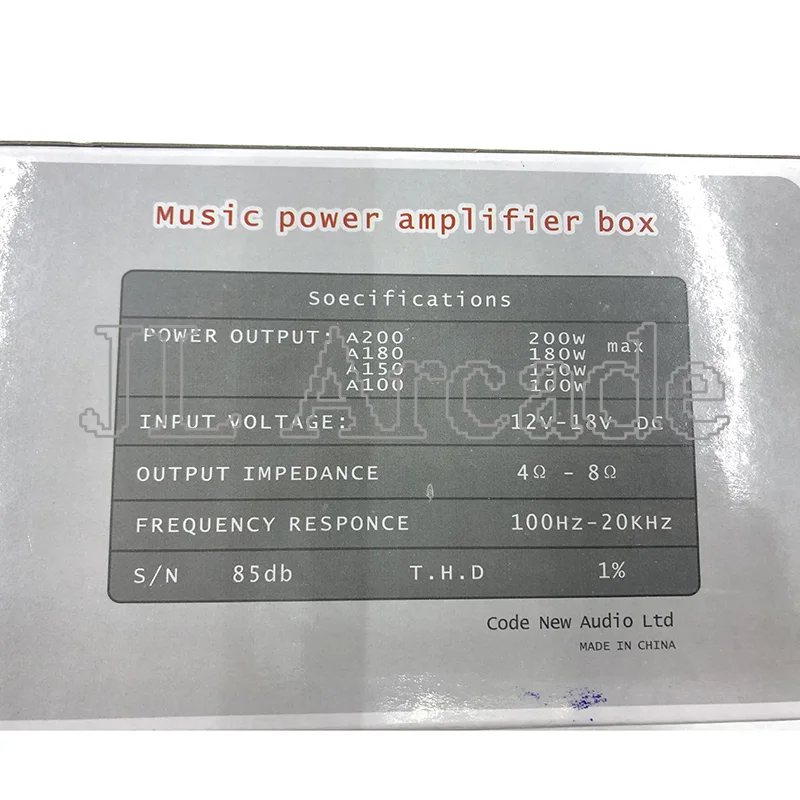 Music power amplifier box
Soecifications
POWER OUTPUT: A200 200W max
A180 180W
A150 150W
A100 100W
INPUT VOLTAGE: 12V-18V DC
OUTPUT IMPEDANCE 4Ω - 8Ω
FREQUENCY RESPONCE 100Hz-20KHz
S/N 85db T.H.D 1%
Code New Audio Ltd
MADE IN CHINA
JL Arcade